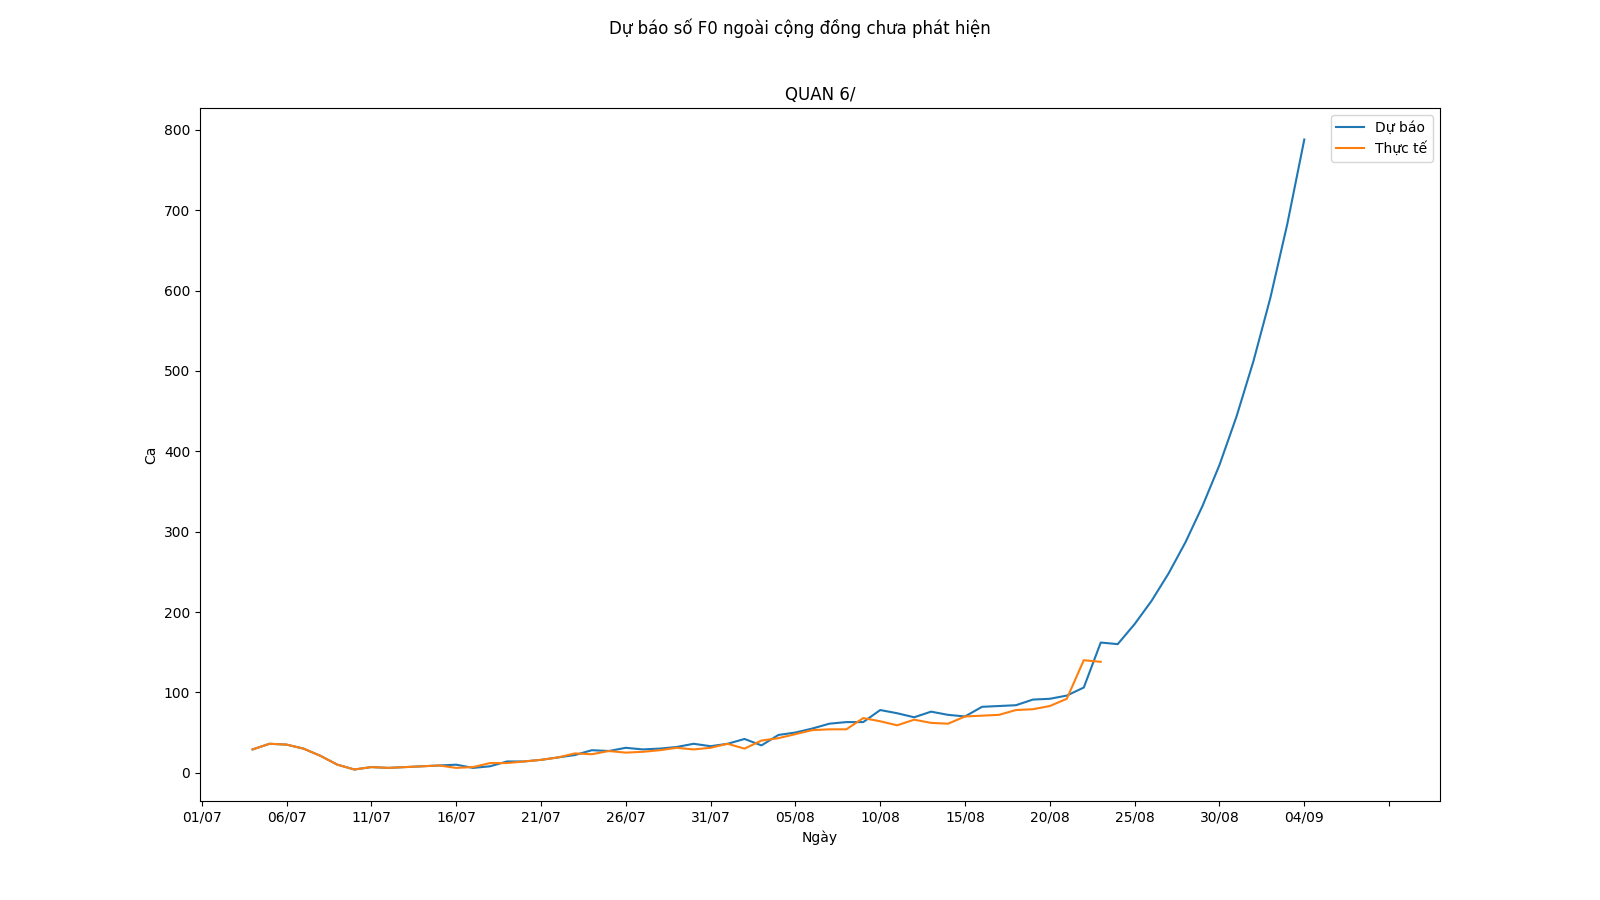 Dự báo số F0 ngoài cộng đồng chưa phát hiện
QUAN 6/
Dự báo
Thực tế
800
700
600
500
400
300
200
100
0
Ca
01/07 06/07 11/07 16/07 21/07 26/07 31/07 05/08 10/08 15/08 20/08 25/08 30/08 04/09
Ngày